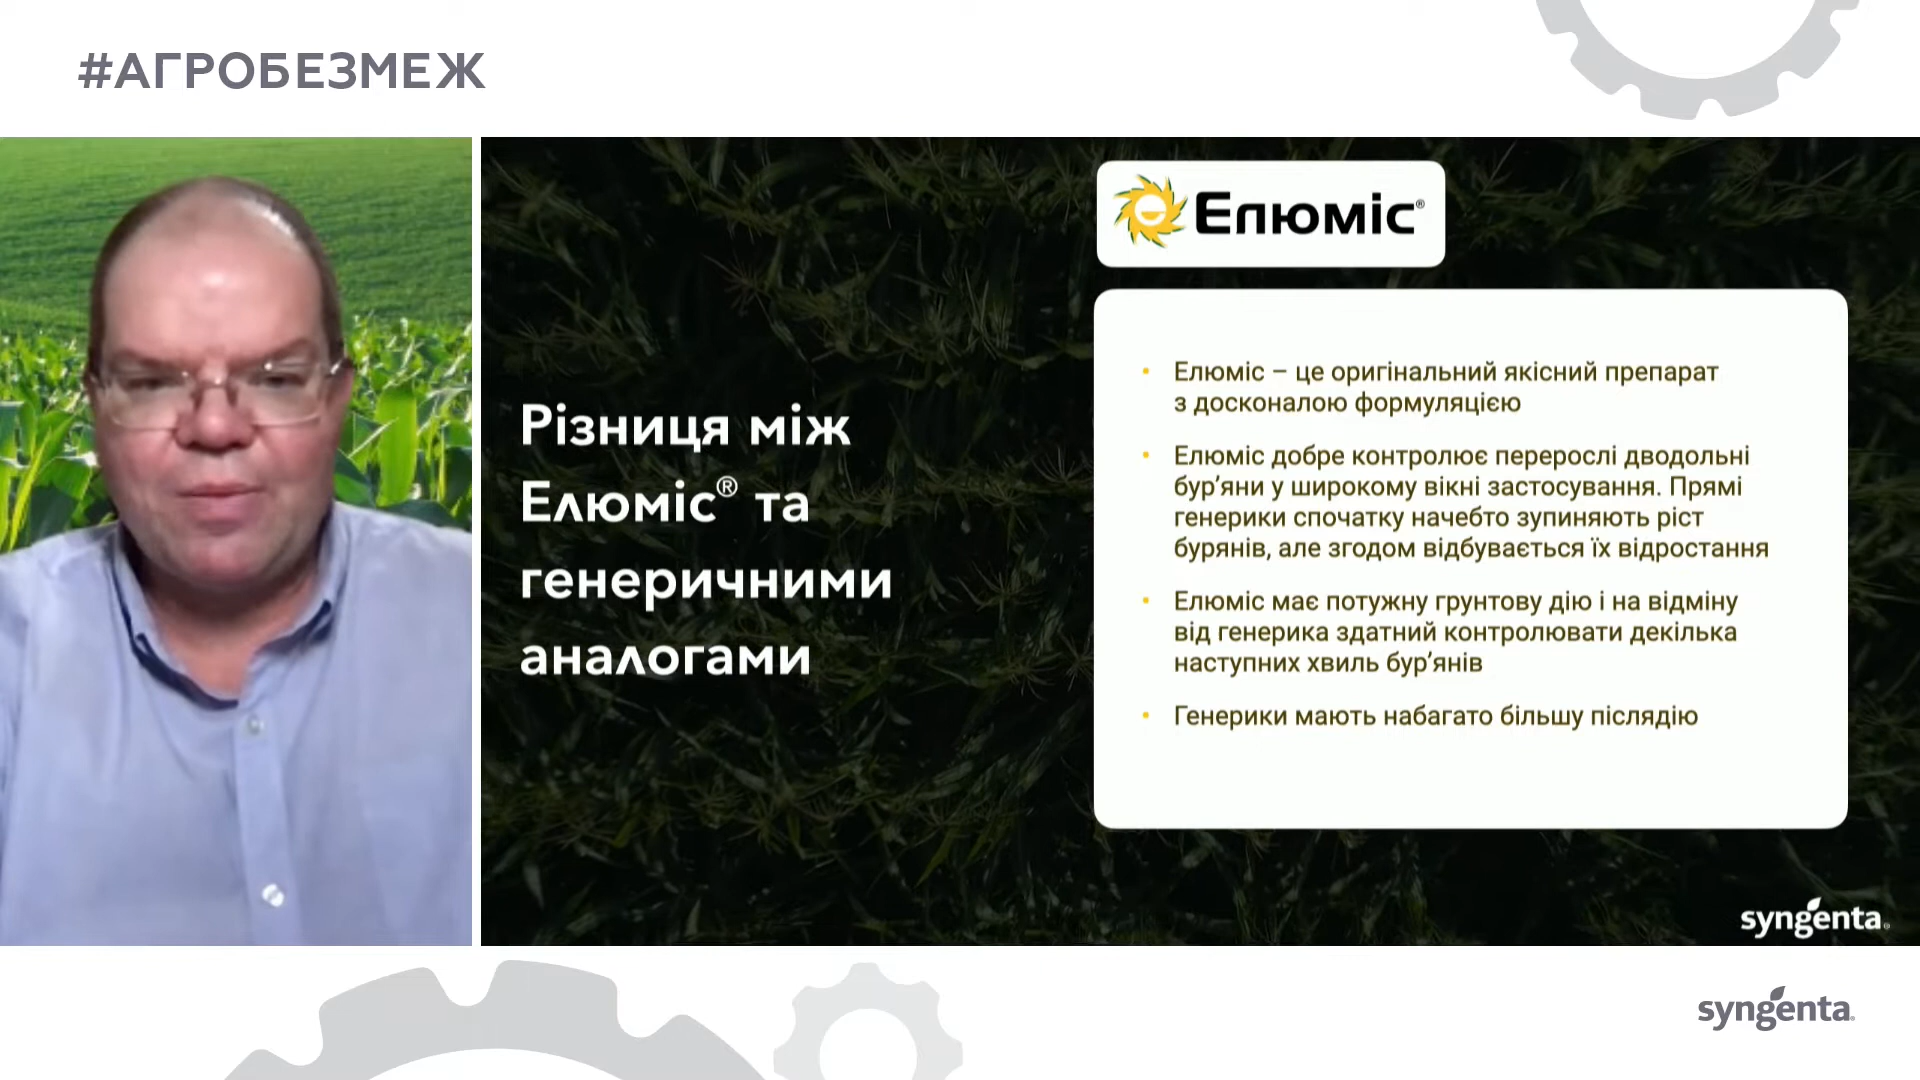 #АГРОБЕЗМЕЖ
Різниця між
Елюміс® та
генеричними
аналогами
Елюміс®
• Елюміс – це оригінальний якісний препарат
з досконалою формуляцією
• Елюміс добре контролює перерослі дводольні
бур’яни у широкому вікні застосування. Прямі
генерики спочатку начебто зупиняють ріст
бурянів, але згодом відбувається їх відростання
• Елюміс має потужну грунтову дію і на відміну
від генерика здатний контролювати декілька
наступних хвиль бур’янів
• Генерики мають набагато більшу післядію
syngenta
syngenta